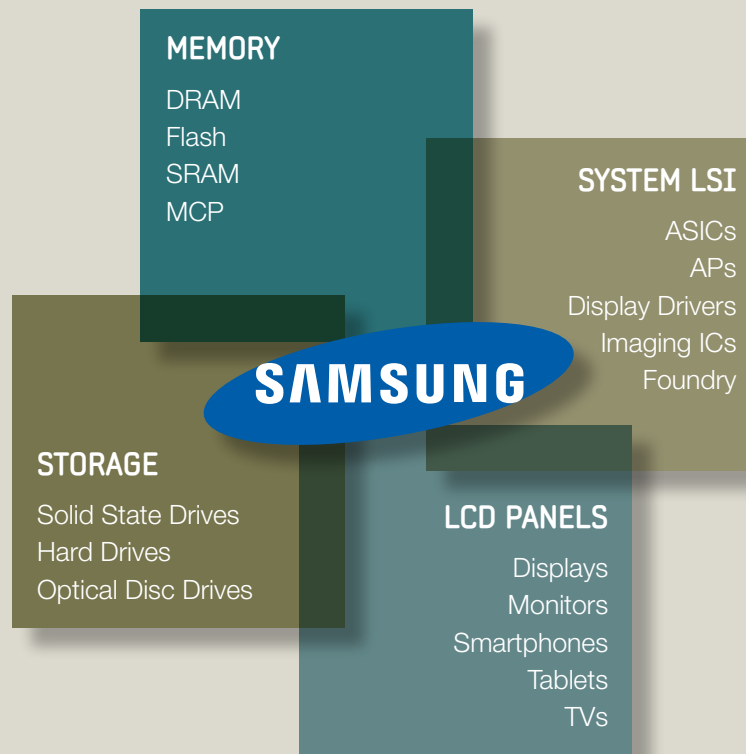 MEMORY
DRAM
Flash
SRAM
MCP
SYSTEM LSI
ASICs
APs
Display Drivers
Imaging ICs
Foundry
SAMSUNG
STORAGE
Solid State Drives
Hard Drives
Optical Disc Drives
LCD PANELS
Displays
Monitors
Smartphones
Tablets
TVs